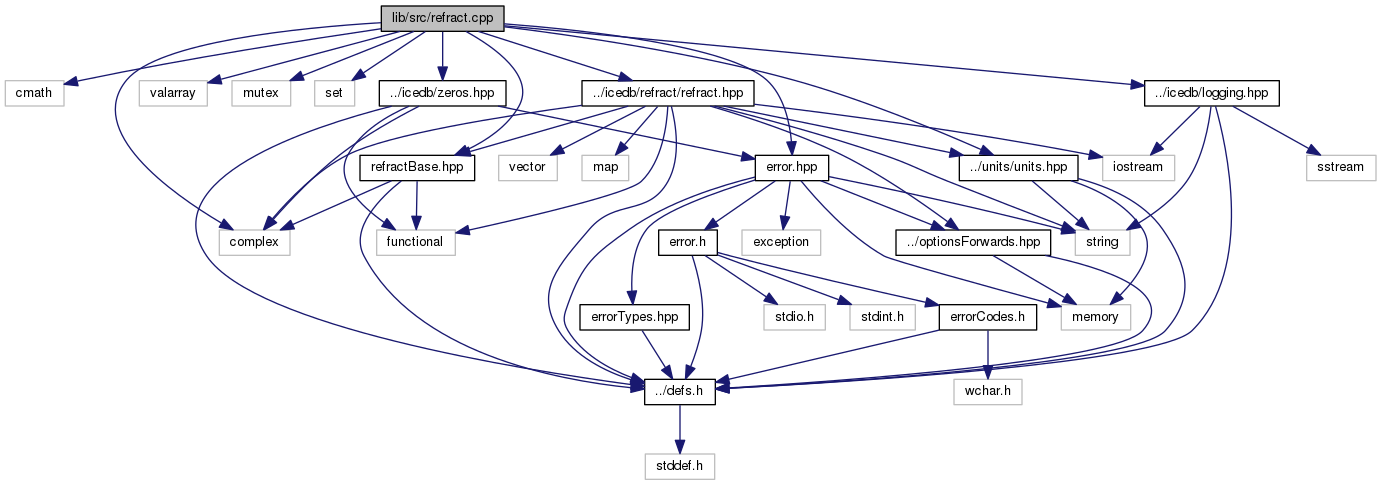 lib/src/refract.cpp
cmath
valarray
mutex
set
../icedb/zeros.hpp
../icedb/refract/refract.hpp
../icedb/logging.hpp
refractBase.hpp
vector
map
error.hpp
../units/units.hpp
iostream
sstream
complex
functional
error.h
exception
../optionsForwards.hpp
string
errorTypes.hpp
stdio.h
stdint.h
errorCodes.h
memory
../defs.h
wchar.h
stddef.h